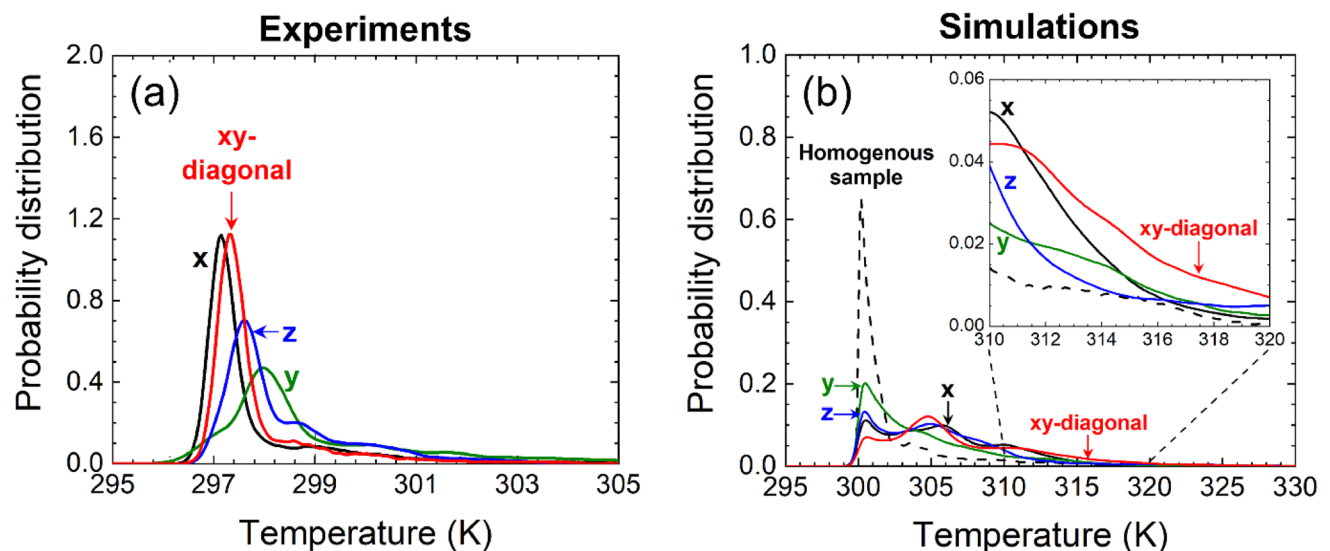 Experiments
(a)
2.0
1.6
1.2
0.8
0.4
0.0
Probability distribution
xy-
diagonal
x
z
y
295
297
299
301
303
305
Temperature (K)
Simulations
(b)
1.0
0.8
0.6
0.4
0.2
0.0
Probability distribution
Homogenous
sample
y
z
x
xy-diagonal
295
300
305
310
315
320
325
330
Temperature (K)
0.06
0.04
0.02
0.00
x
z
y
xy-diagonal
310
312
314
316
318
320